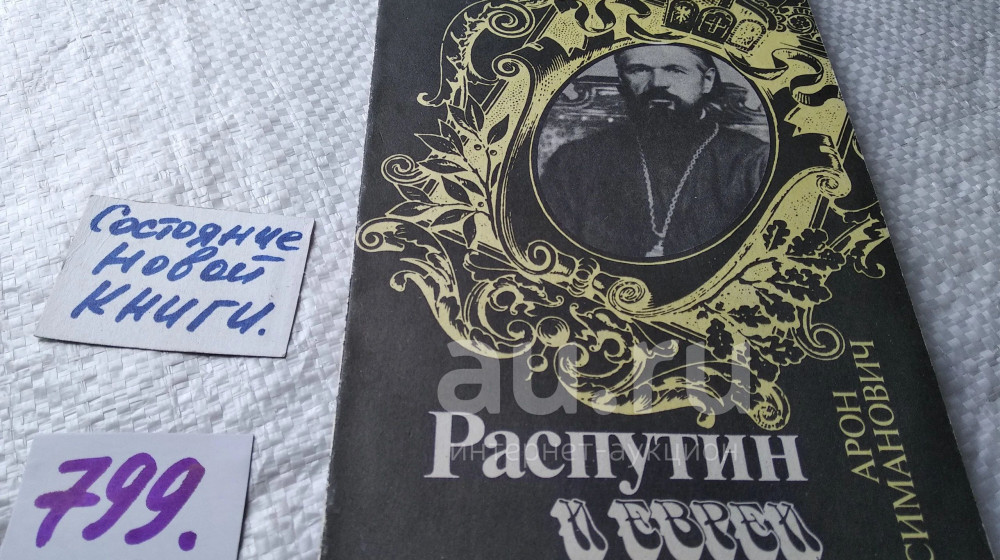 Состояние
новой
книги.
799.
Распутин
и евреи
АРОН
СИМАНОВИЧ
au.ru
интернет-аукцион